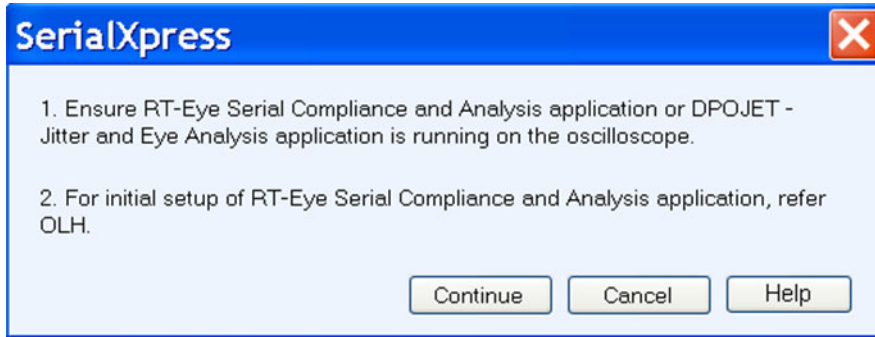 SerialXpress
1. Ensure RT-Eye Serial Compliance and Analysis application or DPOJET -
Jitter and Eye Analysis application is running on the oscilloscope.
2. For initial setup of RT-Eye Serial Compliance and Analysis application, refer
OLH.
Continue Cancel Help